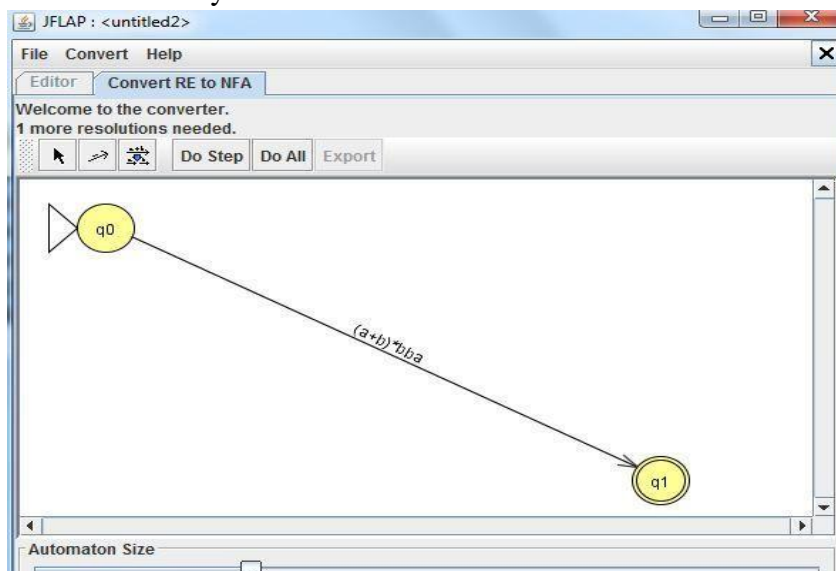 JFLAP : <untitled2>
File Convert Help
Editor Convert RE to NFA
Welcome to the converter.
1 more resolutions needed.
Do Step Do All Export
q0
(a+b)*bba
q1
Automaton Size